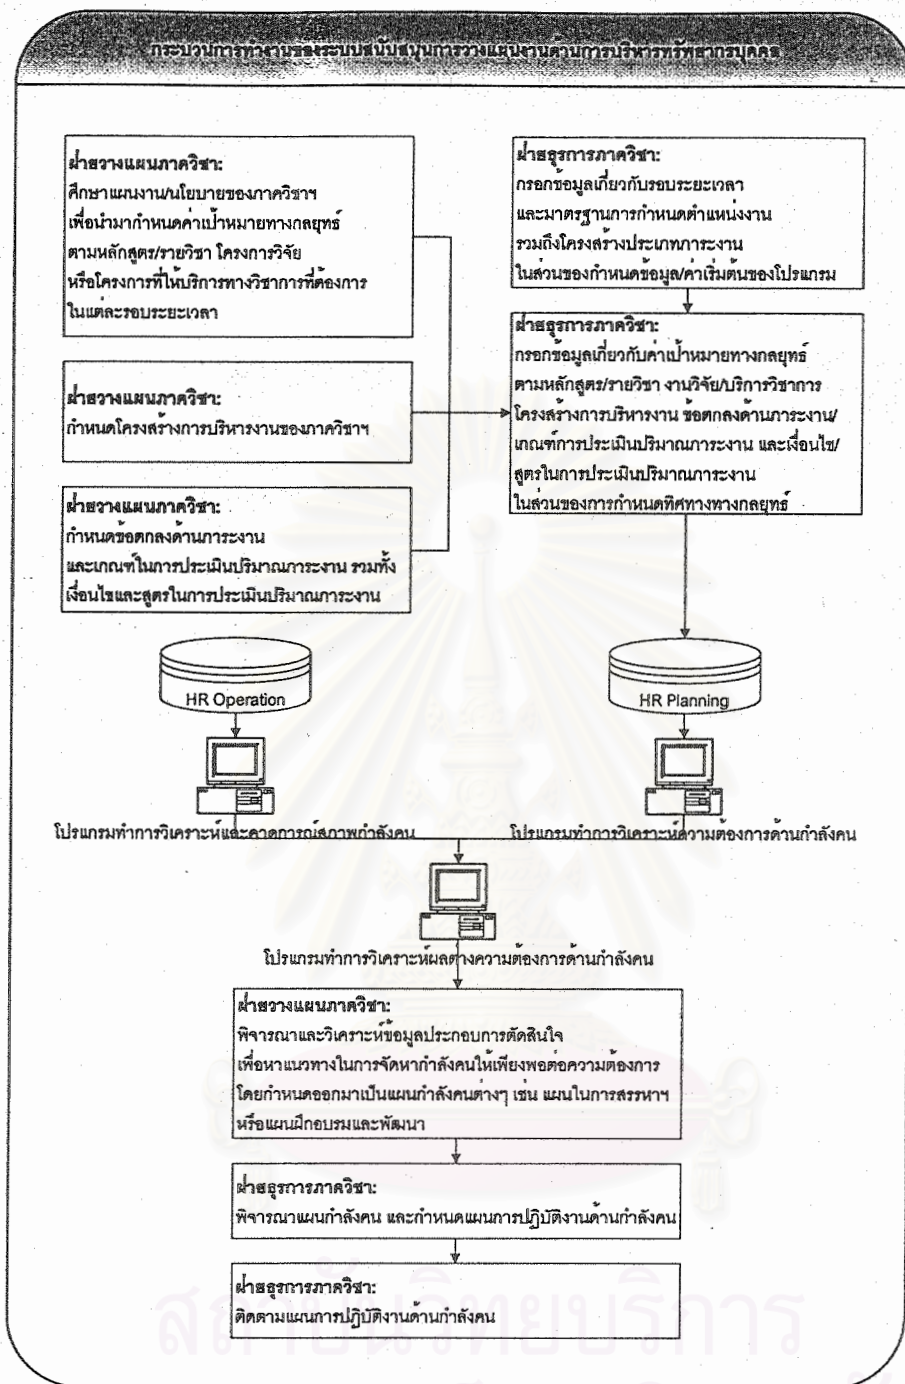 กระบวนการทำงานของระบบสนับสนุนการวางแผนงานด้านการบริหารทรัพยากรบุคคล
ฝ่ายวางแผนภาควิชา:
ศึกษาแผนงาน/นโยบายของภาควิชาฯ
เพื่อนำมากำหนดค่าเป้าหมายทางกลยุทธ์
ตามหลักสูตร/รายวิชา โครงการวิจัย
หรือโครงการที่ให้บริการทางวิชาการที่ต้องการ
ในแต่ละรอบระยะเวลา
ฝ่ายธุรการภาควิชา:
กรอกข้อมูลเกี่ยวกับรอบระยะเวลา
และมาตรฐานการกำหนดตำแหน่งงาน
รวมถึงโครงสร้างประเภทภาระงาน
ในส่วนของกำหนดข้อมูล/ค่าเริ่มต้นของโปรแกรม
ฝ่ายวางแผนภาควิชา:
กำหนดโครงสร้างการบริหารงานของภาควิชาฯ
ฝ่ายธุรการภาควิชา:
กรอกข้อมูลเกี่ยวกับค่าเป้าหมายทางกลยุทธ์
ตามหลักสูตร/รายวิชา งานวิจัย/บริการวิชาการ
โครงสร้างการบริหารงาน ข้อตกลงด้านภาระงาน/
เกณฑ์การประเมินปริมาณภาระงาน และเงื่อนไข/
สูตรในการประเมินปริมาณภาระงาน
ในส่วนของการกำหนดทิศทางทางกลยุทธ์
ฝ่ายวางแผนภาควิชา:
กำหนดข้อตกลงด้านภาระงาน
และเกณฑ์ในการประเมินปริมาณภาระงาน รวมทั้ง
เงื่อนไขและสูตรในการประเมินปริมาณภาระงาน
HR Operation
HR Planning
โปรแกรมทำการวิเคราะห์และคาดการณ์สภาพกำลังคน
โปรแกรมทำการวิเคราะห์ความต้องการด้านกำลังคน
โปรแกรมทำการวิเคราะห์ผลต่างความต้องการด้านกำลังคน
ฝ่ายวางแผนภาควิชา:
พิจารณาและวิเคราะห์ข้อมูลประกอบการตัดสินใจ
เพื่อหาแนวทางในการจัดหากำลังคนให้เพียงพอต่อความต้องการ
โดยกำหนดออกมาเป็นแผนกำลังคนต่างๆ เช่น แผนในการสรรหาฯ
หรือแผนฝึกอบรมและพัฒนา
ฝ่ายธุรการภาควิชา:
พิจารณาแผนกำลังคน และกำหนดแผนการปฏิบัติงานด้านกำลังคน
ฝ่ายธุรการภาควิชา:
ติดตามแผนการปฏิบัติงานด้านกำลังคน
สถาบันวิทยบริการ